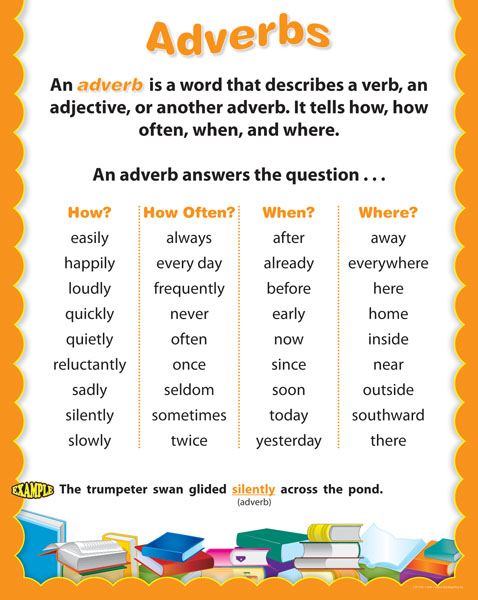 Adverbs
An adverb is a word that describes a verb, an
adjective, or another adverb. It tells how, how
often, when, and where.
An adverb answers the question . . .
How? How Often? When? Where?
easily always after away
happily every day already everywhere
loudly frequently before here
quickly never early home
quietly often now inside
reluctantly once since near
sadly seldom soon outside
silently sometimes today southward
slowly twice yesterday there
EXAMPLE The trumpeter swan glided silently across the pond.
(adverb)